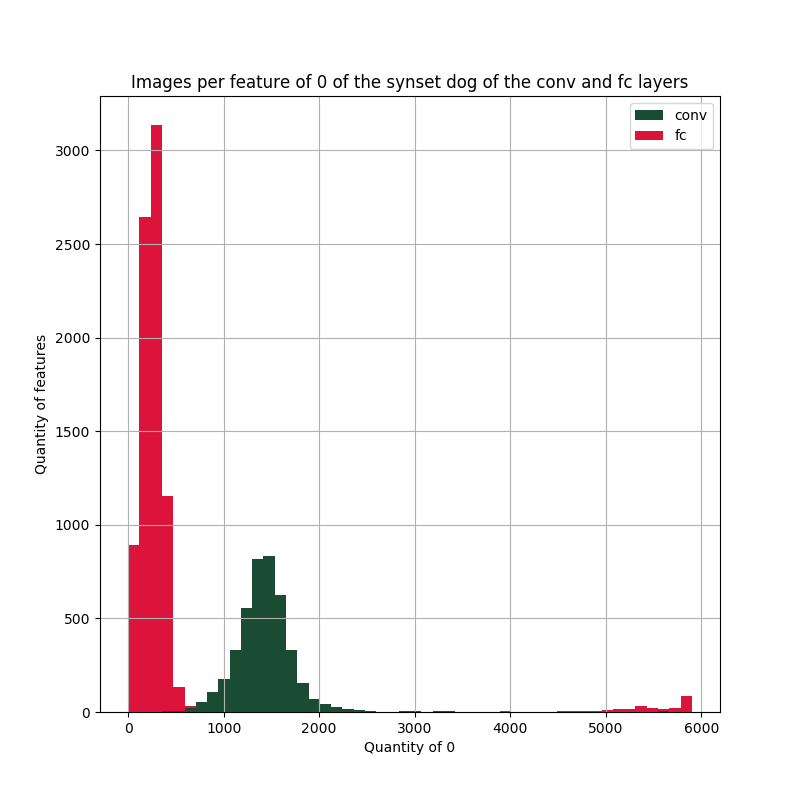 Images per feature of 0 of the synset dog of the conv and fc layers
conv
fc
3000
2500
2000
1500
1000
500
0
Quantity of features
0 1000 2000 3000 4000 5000 6000
Quantity of 0